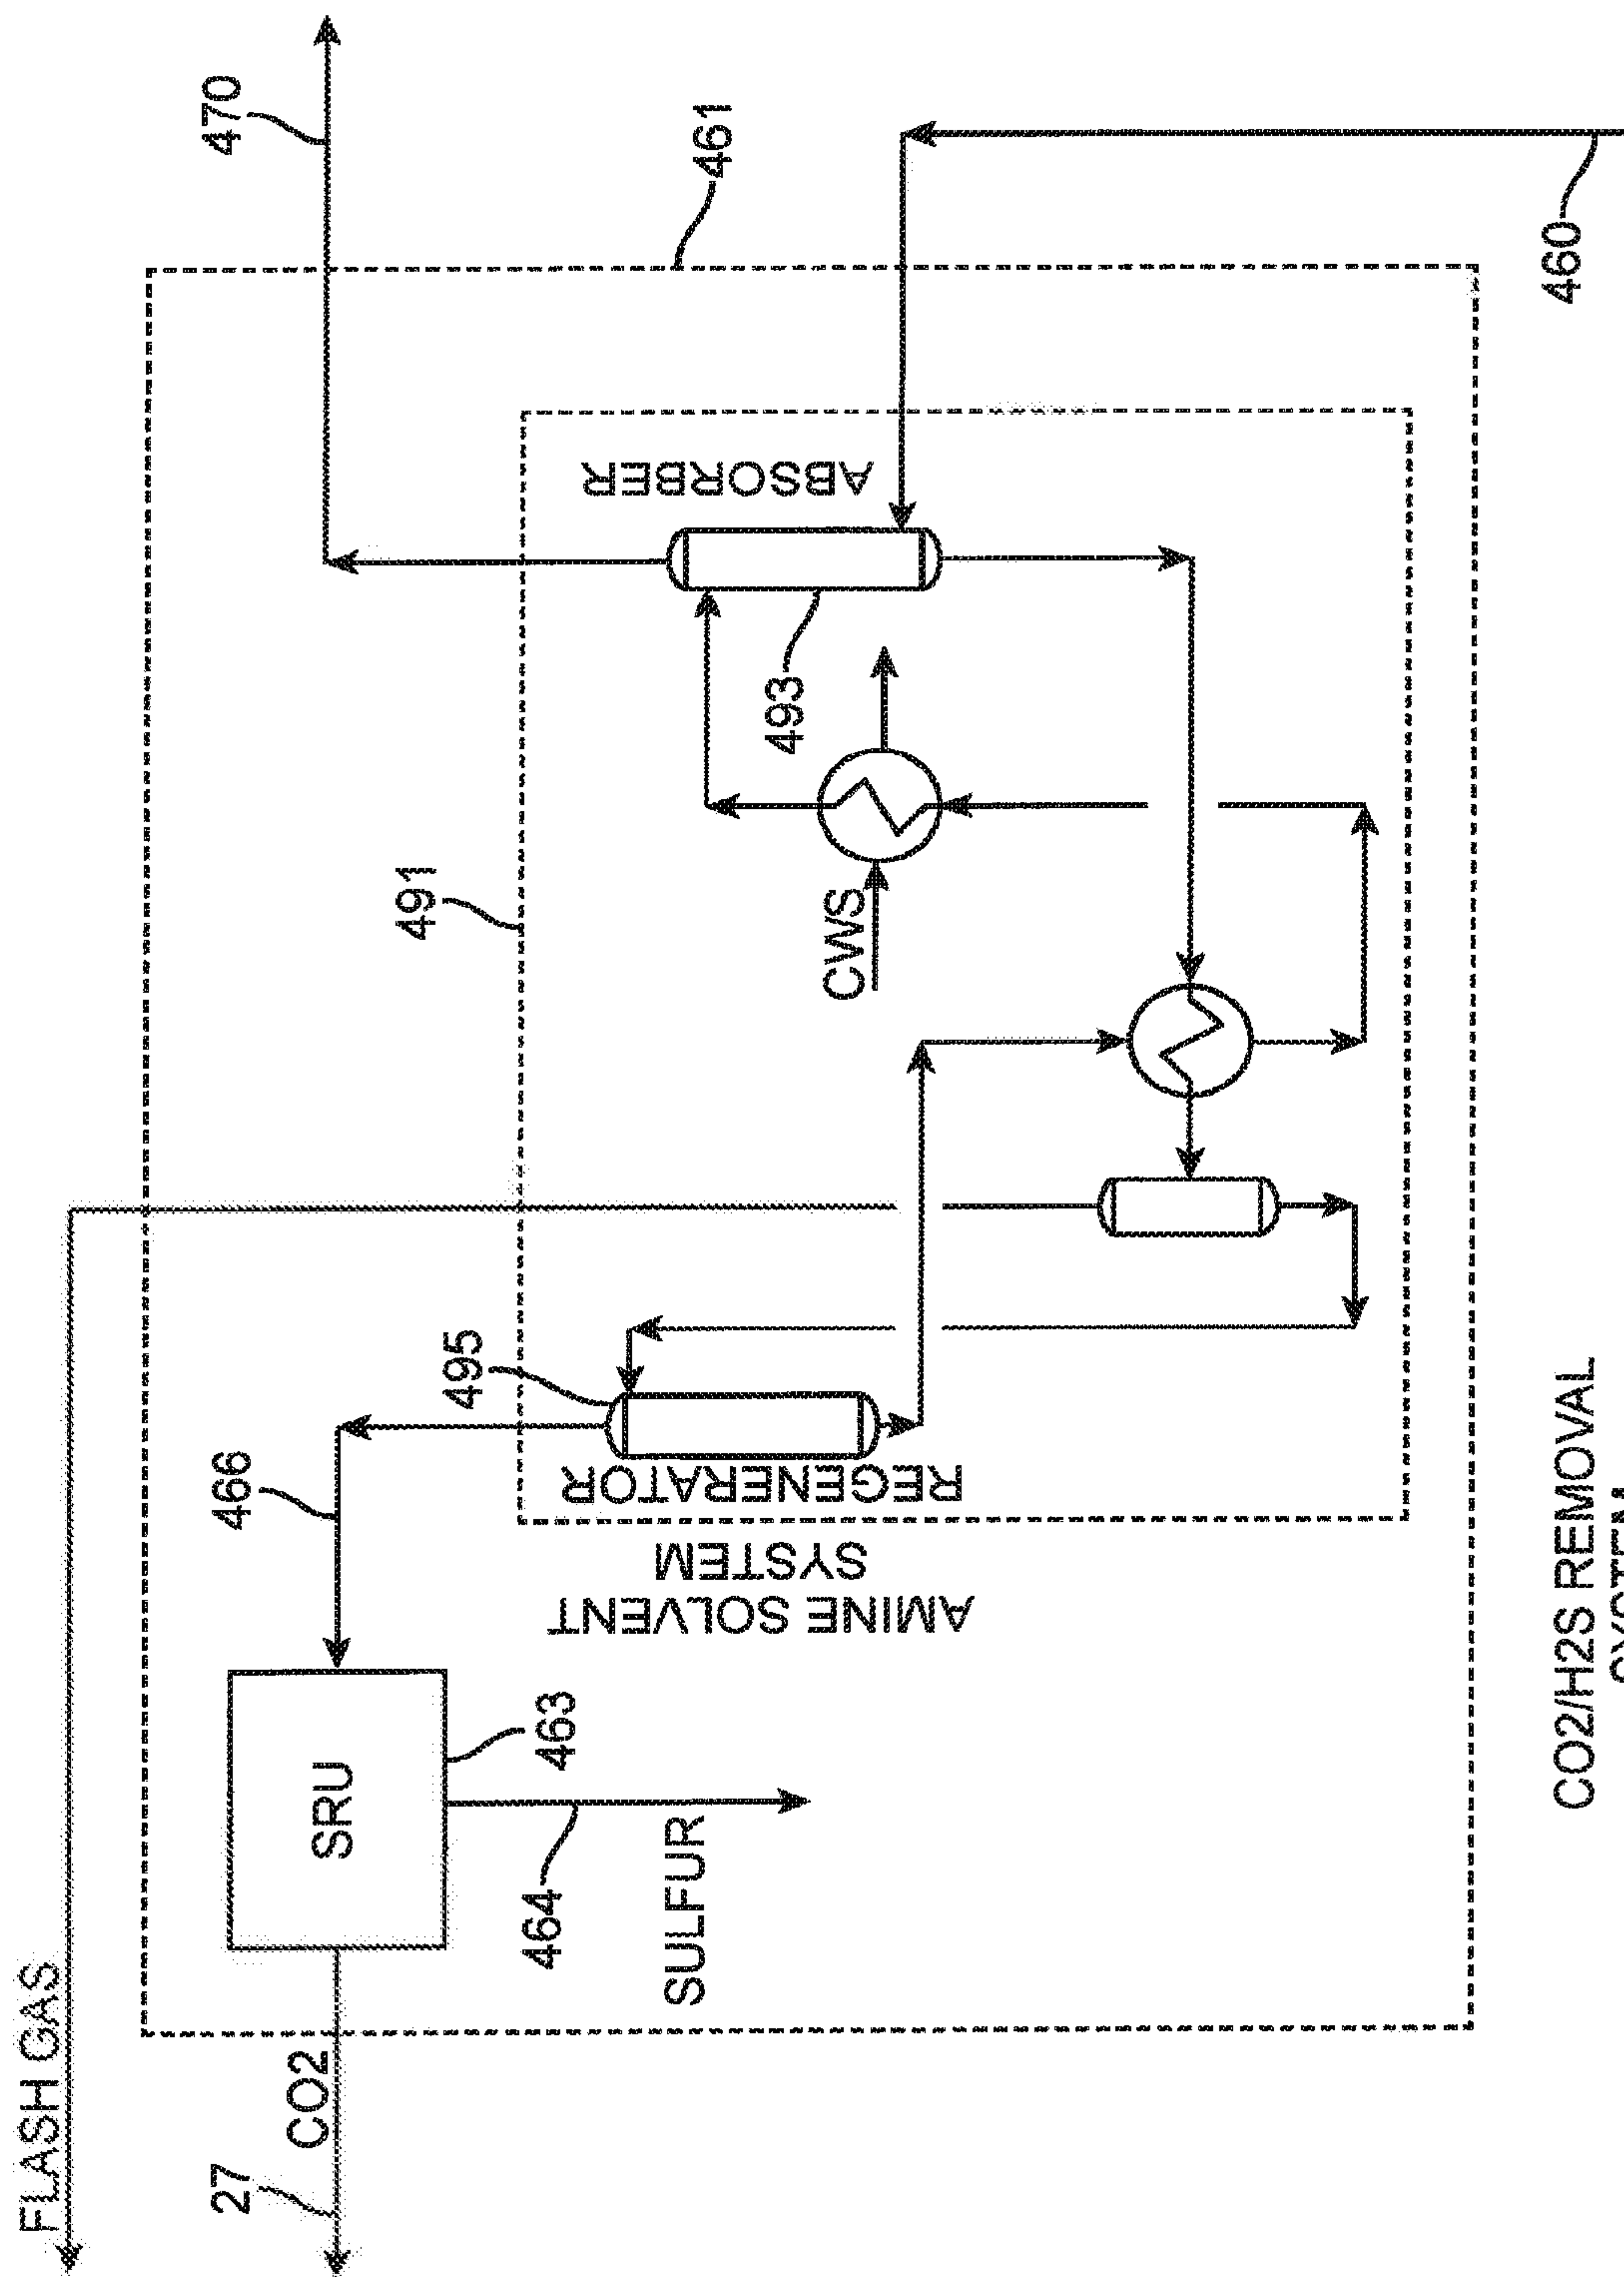 FLASH GAS
27
CO2
SRU
463
464
SULFUR
466
495
REGENERATOR
AMINE SOLVENT
SYSTEM
491
CWS
493
ABSORBER
470
461
460
CO2/H2S REMOVAL
SYSTEM